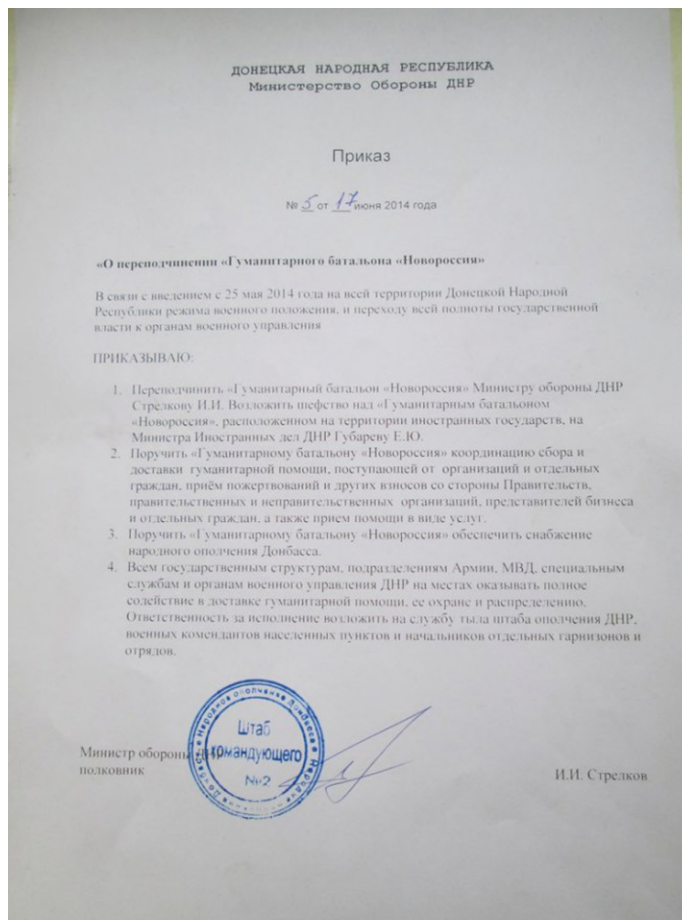 ДОНЕЦКАЯ НАРОДНАЯ РЕСПУБЛИКА
Министерство Обороны ДНР
Приказ
№ 5 от 17 июня 2014 года
«О переподчинении «Гуманитарного батальона «Новороссия»
В связи с введением с 25 мая 2014 года на всей территории Донецкой Народной
Республики режима военного положения, и переходу всей полноты государственной
власти к органам военного управления
ПРИКАЗЫВАЮ:
1. Переподчинить «Гуманитарный батальон «Новороссия» Министру обороны ДНР
Стрелкову И.И. Возложить шефство над «Гуманитарным батальоном
«Новороссия», расположенном на территории иностранных государств, на
Министра Иностранных дел ДНР Губареву Е.Ю.
2. Поручить «Гуманитарному батальону «Новороссия» координацию сбора и
доставки гуманитарной помощи, поступающей от организаций и отдельных
граждан, приём пожертвований и других взносов со стороны Правительств,
правительственных и неправительственных организаций, представителей бизнеса
и отдельных граждан, а также прием помощи в виде услуг.
3. Поручить «Гуманитарному батальону «Новороссия» обеспечить снабжение
народного ополчения Донбасса.
4. Всем государственным структурам, подразделениям Армии, МВД, специальным
службам и органам военного управления ДНР на местах оказывать полное
содействие в доставке гуманитарной помощи, ее охране и распределению.
Ответственность за исполнение возложить на службу тыла штаба ополчения ДНР,
военных комендантов населенных пунктов и начальников отдельных гарнизонов и
отрядов.
Народное ополчение Донбасса
Штаб
командующего
№2
Министр обороны ДНР
полковник
И.И. Стрелков